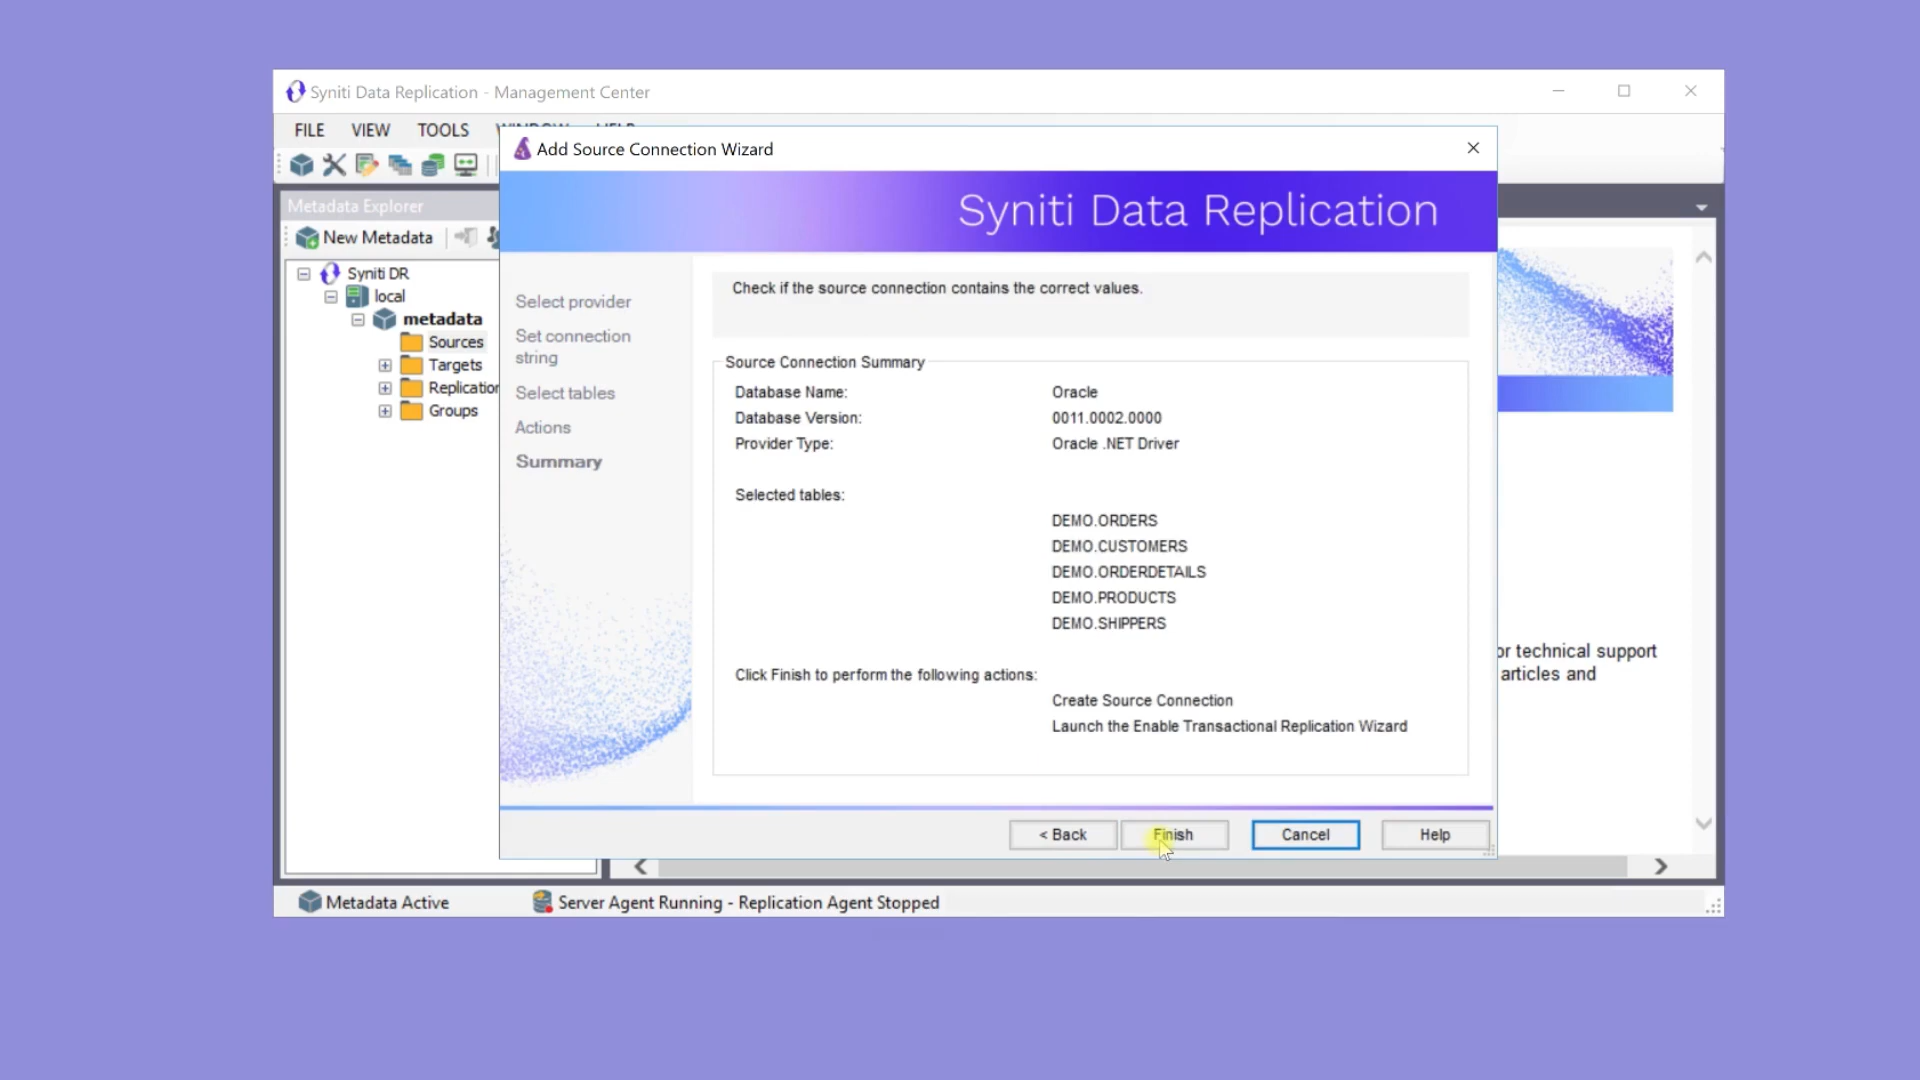 Syniti Data Replication - Management Center
FILE VIEW TOOLS WINDOW HELP
Add Source Connection Wizard
Syniti Data Replication
Metadata Explorer
New Metadata
Syniti DR
local
metadata
Sources
Targets
Replication
Groups
Select provider
Set connection
string
Select tables
Actions
Summary
Check if the source connection contains the correct values.
Source Connection Summary
Database Name: Oracle
Database Version: 0011.0002.0000
Provider Type: Oracle .NET Driver
Selected tables:
DEMO.ORDERS
DEMO.CUSTOMERS
DEMO.ORDERDETAILS
DEMO.PRODUCTS
DEMO.SHIPPERS
Click Finish to perform the following actions:
Create Source Connection
Launch the Enable Transactional Replication Wizard
or technical support
articles and
< Back Finish Cancel Help
Metadata Active Server Agent Running - Replication Agent Stopped